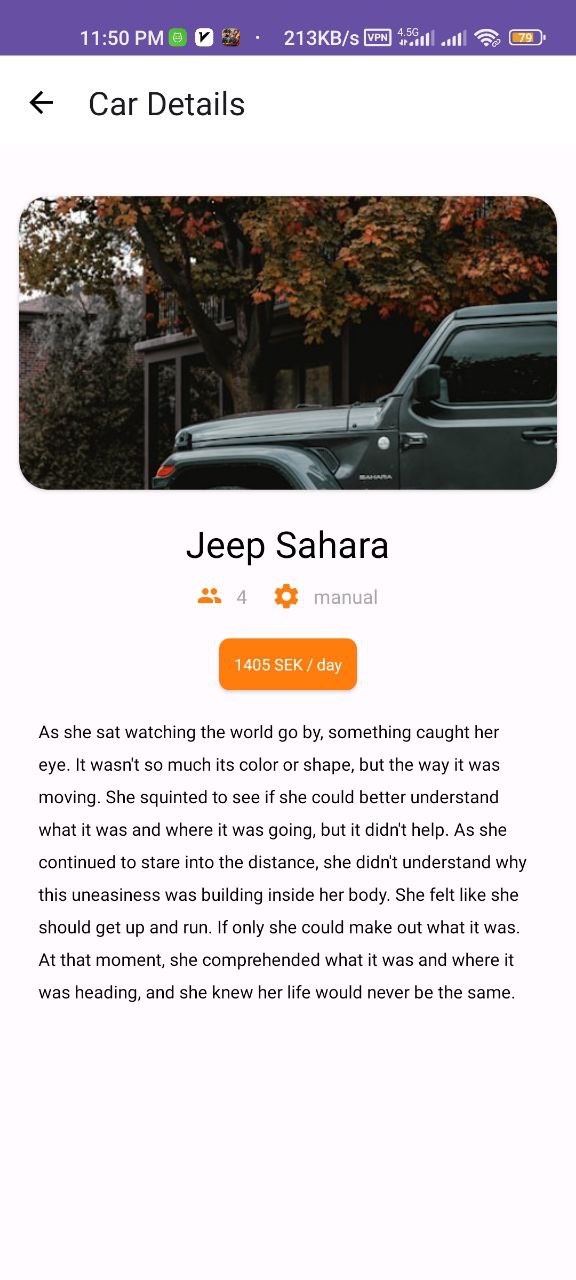 11:50 PM · 213KB/s VPN 4.5G 79
Car Details
SAHARA
Jeep Sahara
4 manual
1405 SEK / day
As she sat watching the world go by, something caught her
eye. It wasn't so much its color or shape, but the way it was
moving. She squinted to see if she could better understand
what it was and where it was going, but it didn't help. As she
continued to stare into the distance, she didn't understand why
this uneasiness was building inside her body. She felt like she
should get up and run. If only she could make out what it was.
At that moment, she comprehended what it was and where it
was heading, and she knew her life would never be the same.